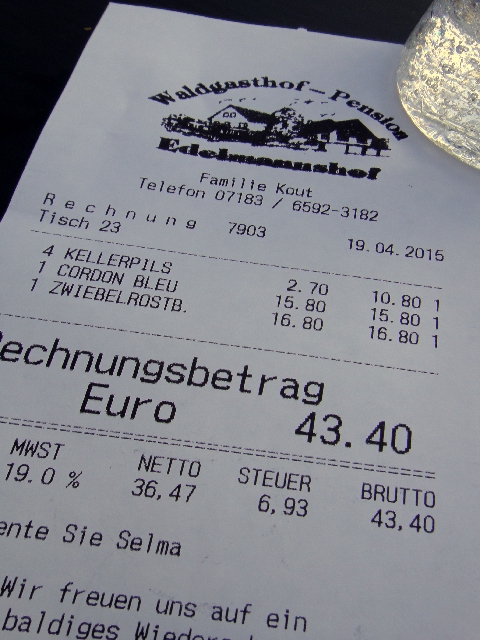 Waldgasthof-Pension
Edelmannshof
Familie Kout
Telefon 07183 / 6592-3182
Rechnung 7903 19.04.2015
Tisch 23
4 KELLERPILS 2.70 10.80 1
1 CORDON BLEU 15.80 15.80 1
1 ZWIEBELROSTB. 16.80 16.80 1
Rechnungsbetrag
Euro 43.40
MWST NETTO STEUER BRUTTO
19.0 % 36,47 6,93 43,40
ente Sie Selma
Wir freuen uns auf ein
baldiges